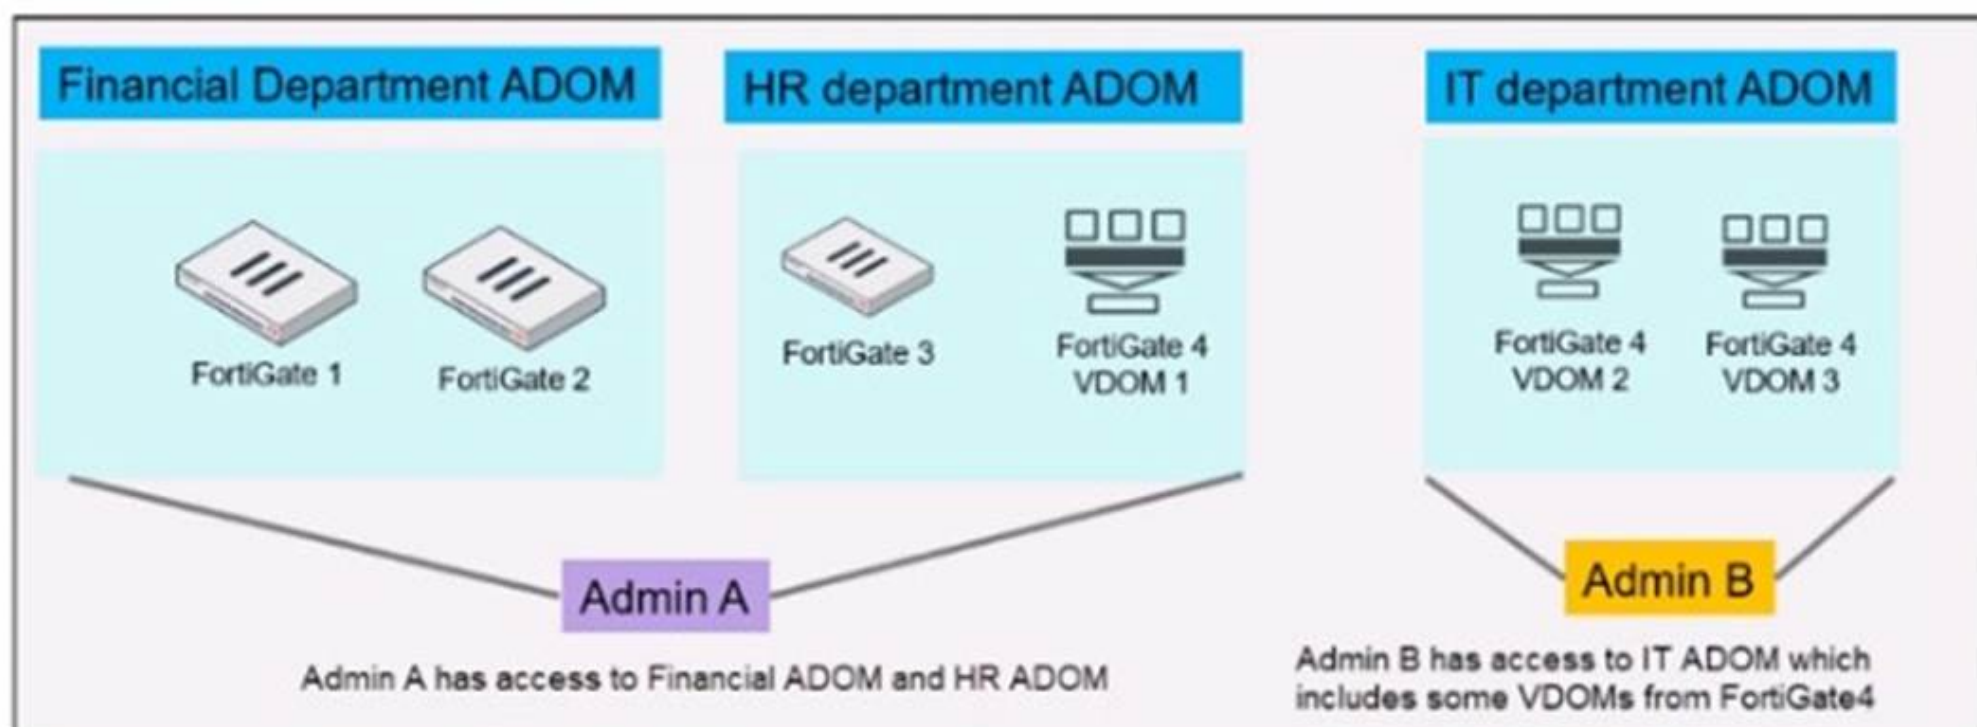 Financial Department ADOM
HR department ADOM
IT department ADOM
FortiGate 1
FortiGate 2
FortiGate 3
FortiGate 4
VDOM 1
FortiGate 4
VDOM 2
FortiGate 4
VDOM 3
Admin A
Admin A has access to Financial ADOM and HR ADOM
Admin B
Admin B has access to IT ADOM which
includes some VDOMs from FortiGate4